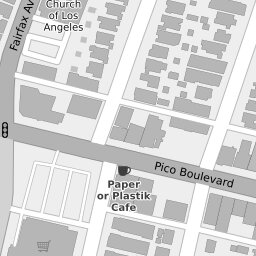 Church
of Los
Angeles
Fairfax Av
Pico Boulevard
Paper
or Plastik
Cafe